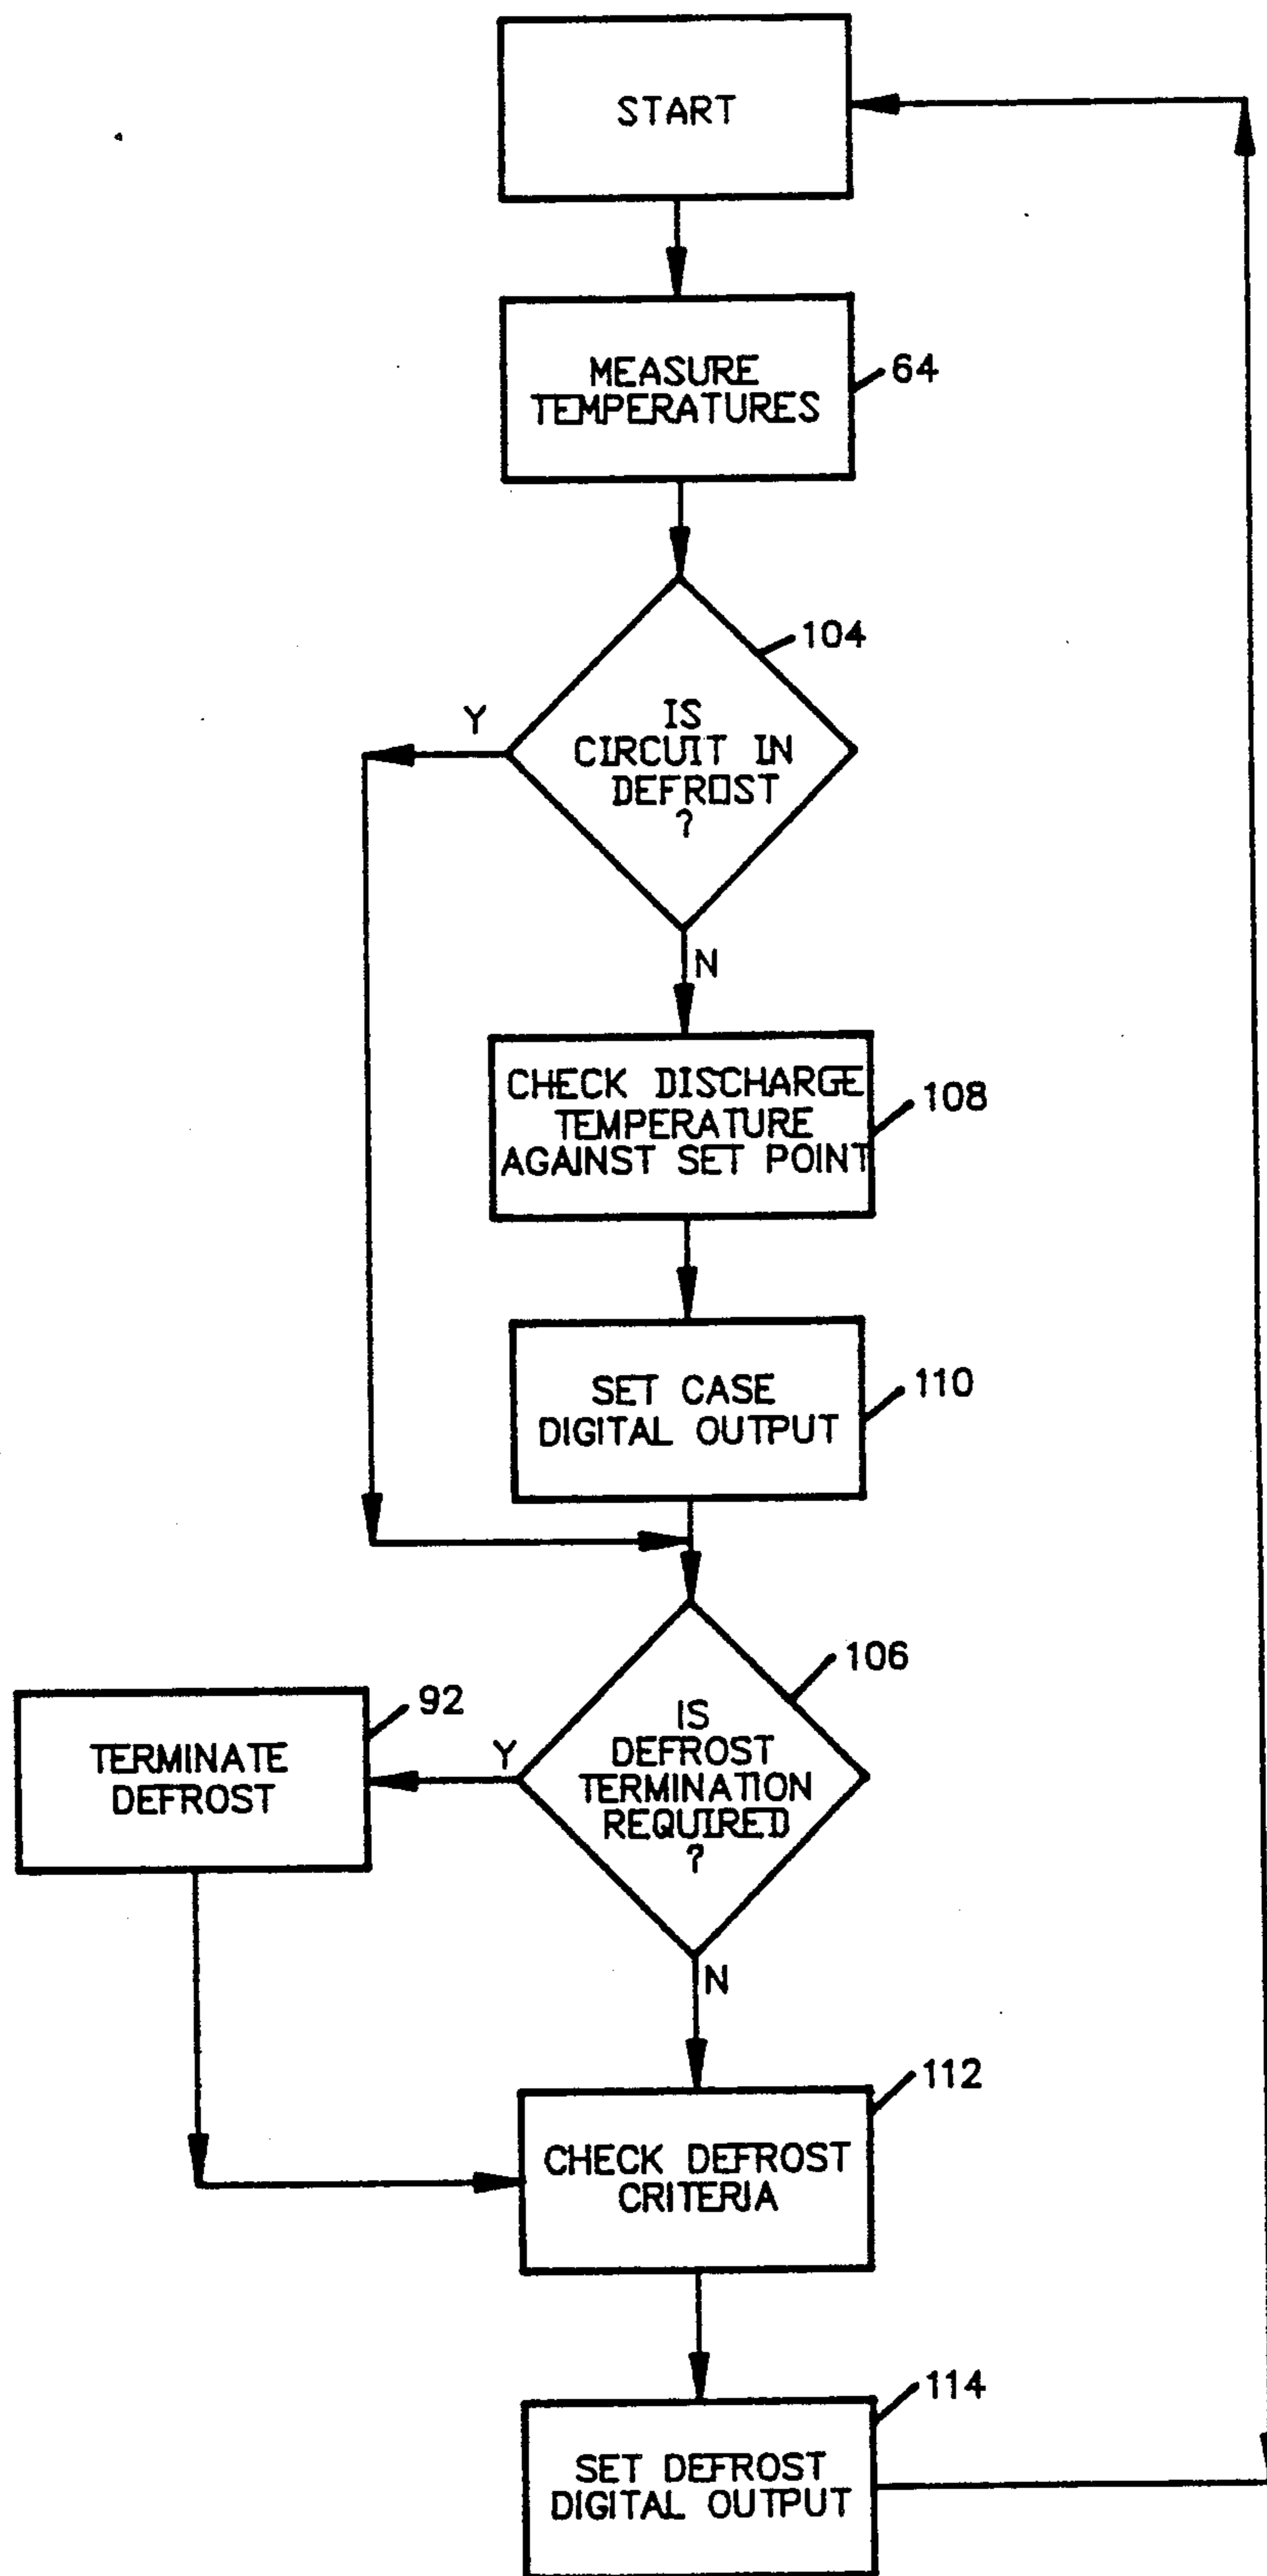 START
MEASURE
TEMPERATURES
64
104
Y
IS
CIRCUIT IN
DEFROST
?
N
CHECK DISCHARGE
TEMPERATURE
AGAINST SET POINT
108
SET CASE
DIGITAL OUTPUT
110
106
92
TERMINATE
DEFROST
Y
IS
DEFROST
TERMINATION
REQUIRED
?
N
112
CHECK DEFROST
CRITERIA
114
SET DEFROST
DIGITAL OUTPUT